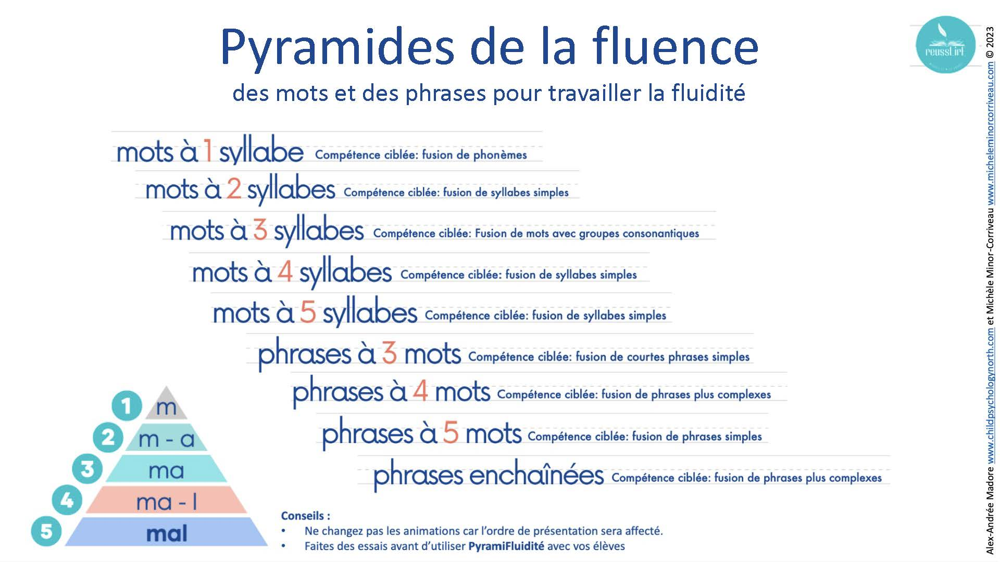 Pyramides de la fluence
des mots et des phrases pour travailler la fluidité
réussLire
mots à 1 syllabe Compétence ciblée: fusion de phonèmes
mots à 2 syllabes Compétence ciblée: fusion de syllabes simples
mots à 3 syllabes Compétence ciblée: Fusion de mots avec groupes consonantiques
mots à 4 syllabes Compétence ciblée: fusion de syllabes simples
mots à 5 syllabes Compétence ciblée: fusion de syllabes simples
phrases à 3 mots Compétence ciblée: fusion de courtes phrases simples
phrases à 4 mots Compétence ciblée: fusion de phrases plus complexes
phrases à 5 mots Compétence ciblée: fusion de phrases simples
phrases enchaînées Compétence ciblée: fusion de phrases plus complexes
1 m
2 m - a
3 ma
4 ma - l
5 mal
Conseils :
• Ne changez pas les animations car l’ordre de présentation sera affecté.
• Faites des essais avant d’utiliser PyramiFluidité avec vos élèves
Alex-Andrée Madore www.childpsychologynorth.com et Michèle Minor-Corriveau www.micheleminorcorriveau.com © 2023